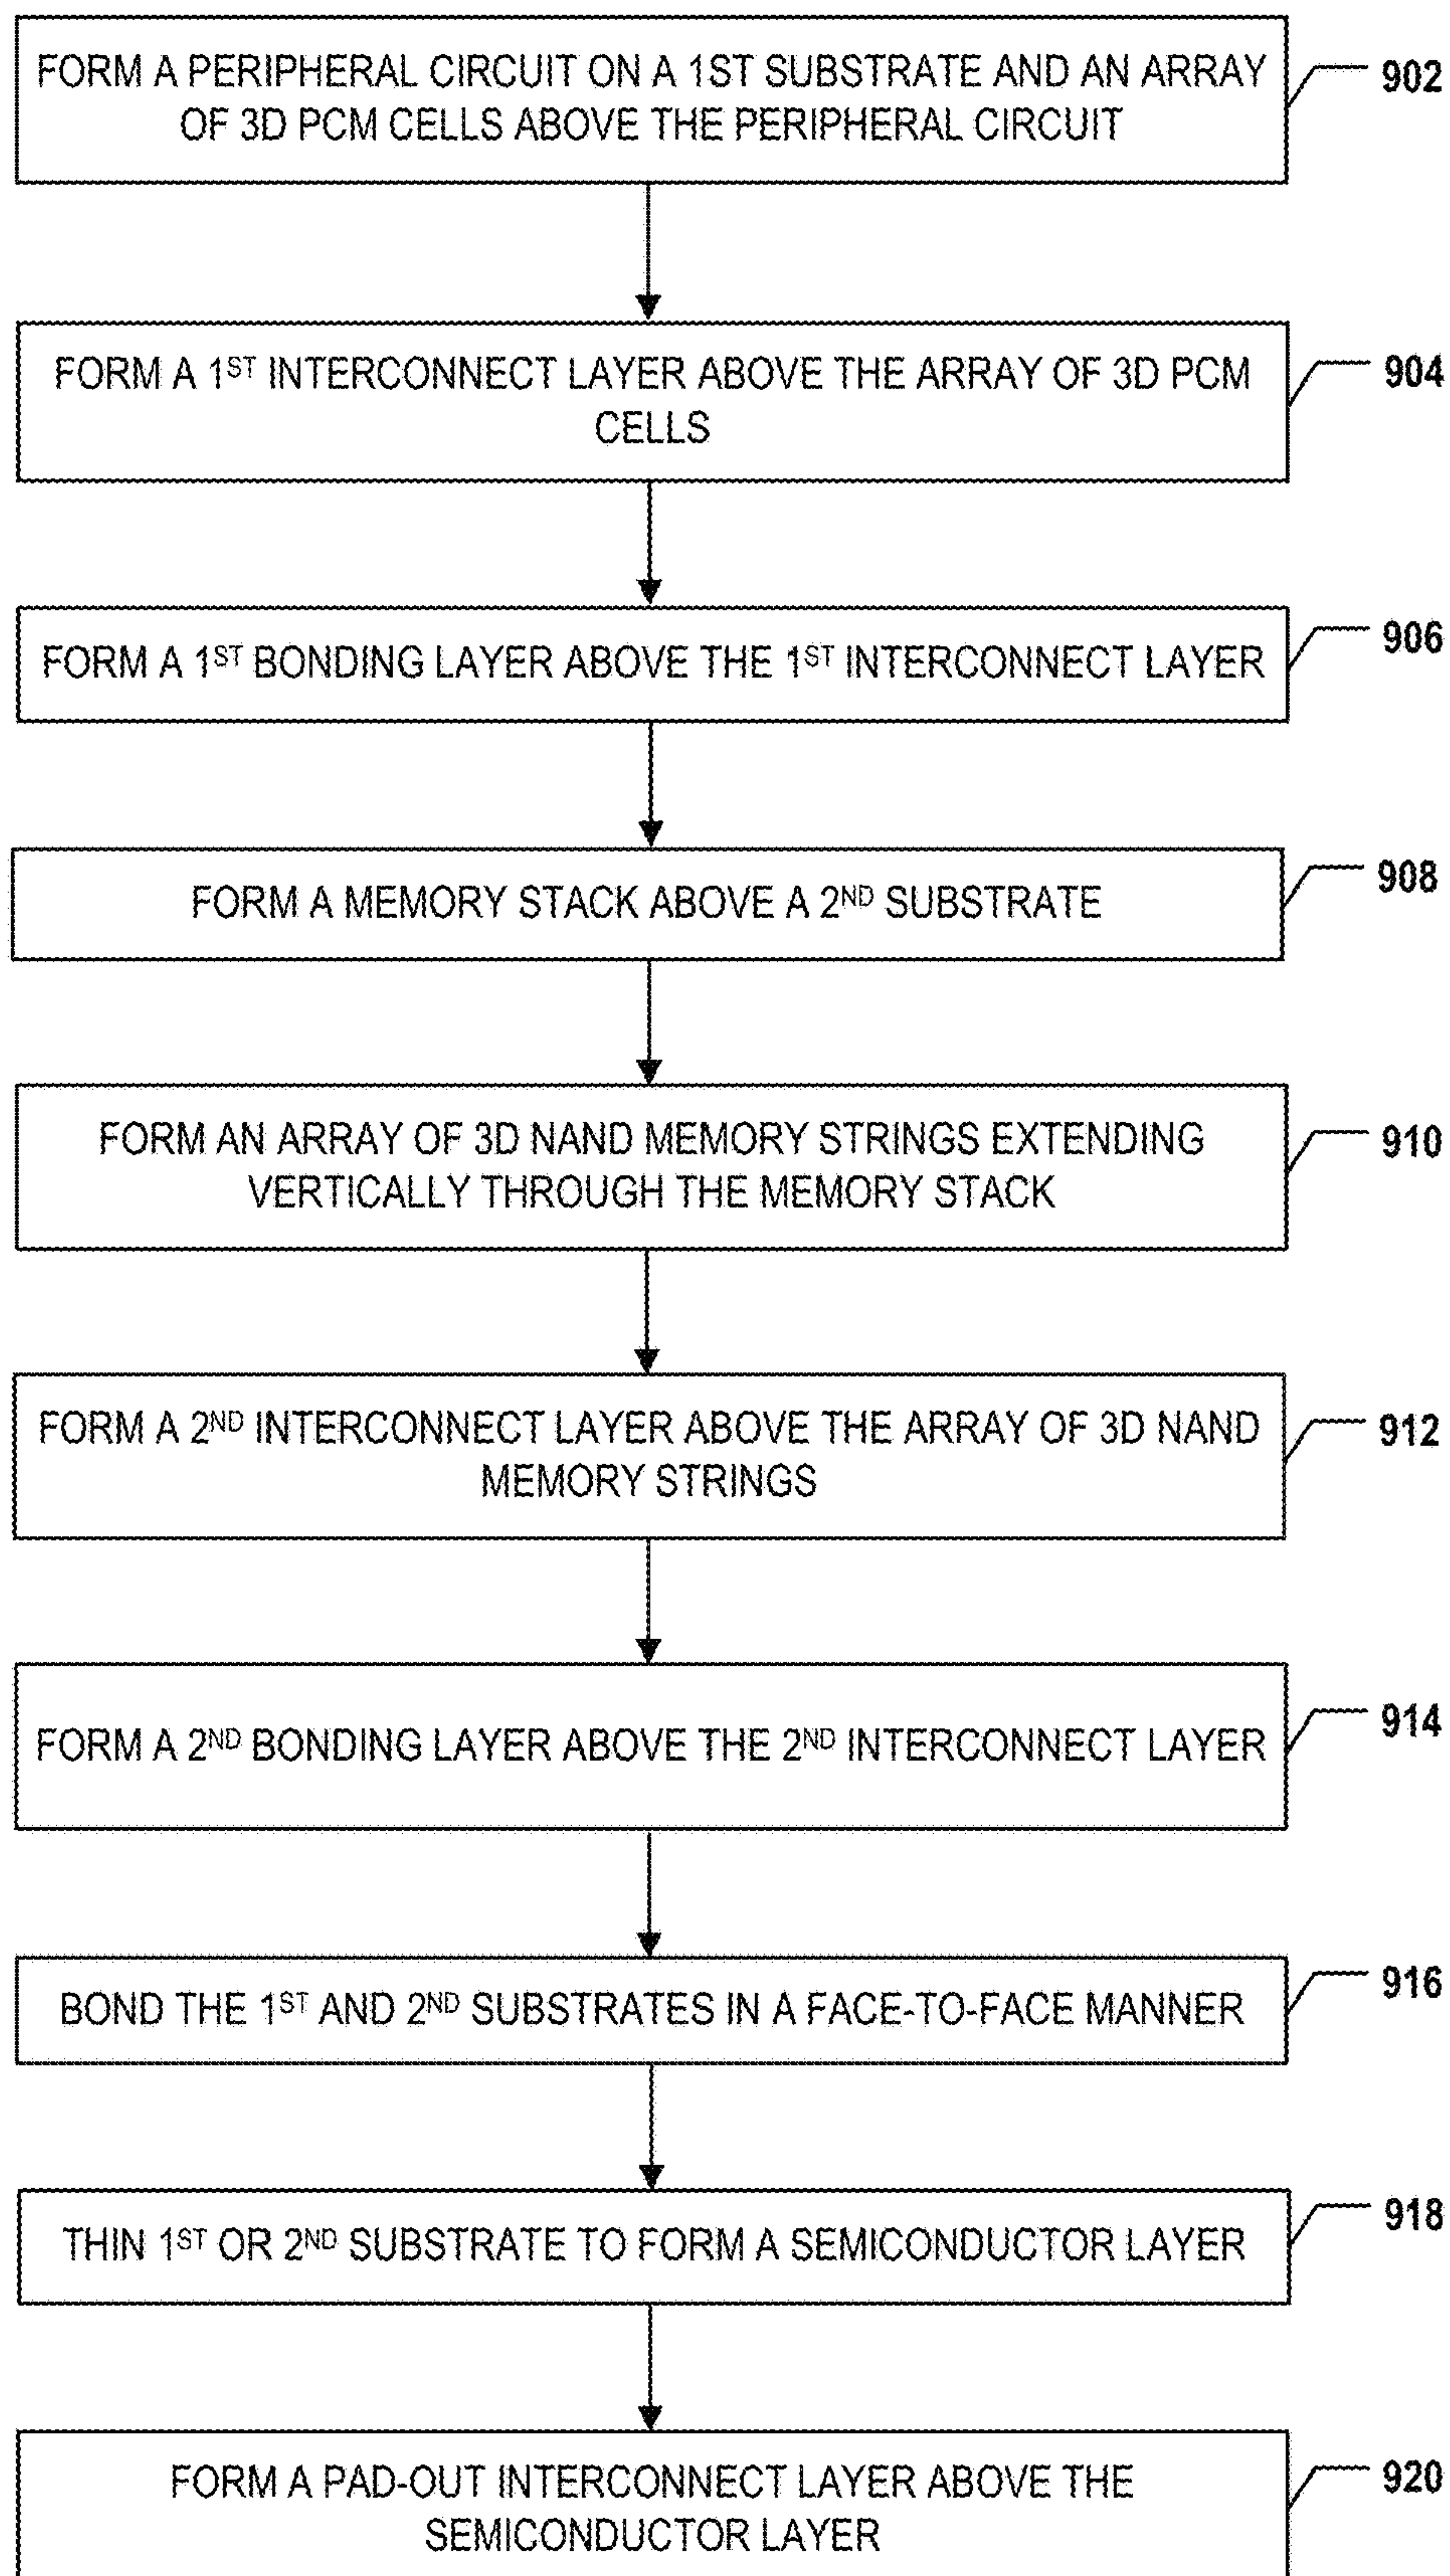 FORM A PERIPHERAL CIRCUIT ON A 1ST SUBSTRATE AND AN ARRAY
OF 3D PCM CELLS ABOVE THE PERIPHERAL CIRCUIT
902
FORM A 1ST INTERCONNECT LAYER ABOVE THE ARRAY OF 3D PCM
CELLS
904
FORM A 1ST BONDING LAYER ABOVE THE 1ST INTERCONNECT LAYER
906
FORM A MEMORY STACK ABOVE A 2ND SUBSTRATE
908
FORM AN ARRAY OF 3D NAND MEMORY STRINGS EXTENDING
VERTICALLY THROUGH THE MEMORY STACK
910
FORM A 2ND INTERCONNECT LAYER ABOVE THE ARRAY OF 3D NAND
MEMORY STRINGS
912
FORM A 2ND BONDING LAYER ABOVE THE 2ND INTERCONNECT LAYER
914
BOND THE 1ST AND 2ND SUBSTRATES IN A FACE-TO-FACE MANNER
916
THIN 1ST OR 2ND SUBSTRATE TO FORM A SEMICONDUCTOR LAYER
918
FORM A PAD-OUT INTERCONNECT LAYER ABOVE THE
SEMICONDUCTOR LAYER
920